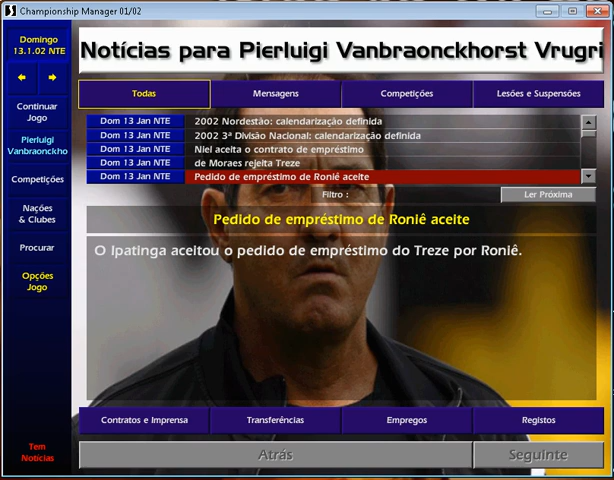 Championship Manager 01/02
Domingo
13.1.02 NTE
Notícias para Pierluigi Vanbraonckhorst Vrugri
Continuar
Jogo
Pierluigi
Vanbraonckho
Competições
Nações
& Clubes
Procurar
Opções
Jogo
Tem
Notícias
Todas
Mensagens
Competições
Lesões e Suspensões
Dom 13 Jan NTE 2002 Nordestão: calendarização definida
Dom 13 Jan NTE 2002 3ª Divisão Nacional: calendarização definida
Dom 13 Jan NTE Niel aceita o contrato de empréstimo
Dom 13 Jan NTE de Moraes rejeita Treze
Dom 13 Jan NTE Pedido de empréstimo de Roniê aceite
Filtro :
Ler Próxima
Pedido de empréstimo de Roniê aceite
O Ipatinga aceitou o pedido de empréstimo do Treze por Roniê.
Contratos e Imprensa
Transferências
Empregos
Registos
Atrás
Seguinte